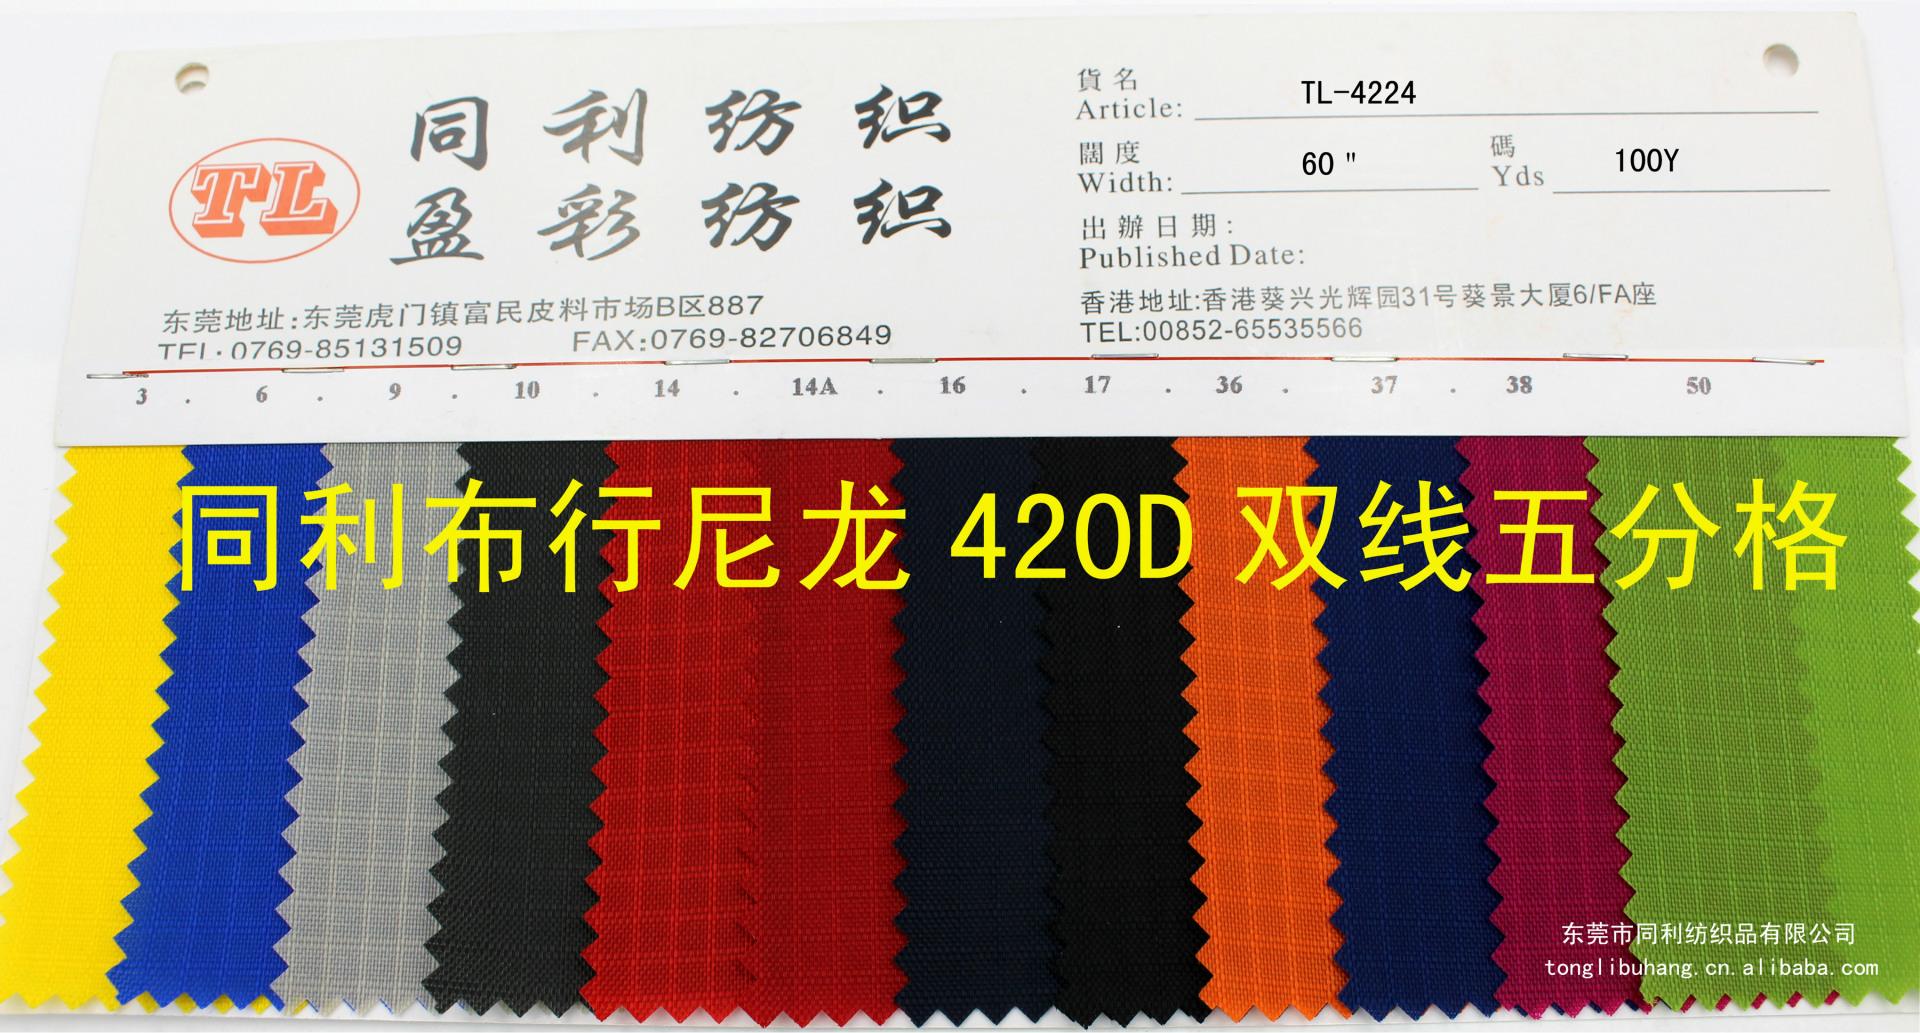 TL
同利纺织
盈彩纺织
貨名
Article: TL-4224
闊度 碼
Width: 60" Yds 100Y
出辦日期:
Published Date:
东莞地址:东莞虎门镇富民皮料市场B区887
TEL:0769-85131509 FAX:0769-82706849
香港地址:香港葵兴光辉园31号葵景大厦6/FA座
TEL:00852-65535566
3 . 6 . 9 . 10 . 14 . 14A . 16 . 17 . 36 . 37 . 38 50
同利布行尼龙420D双线五分格
东莞市同利纺织品有限公司
tonglibuhang.cn.alibaba.com